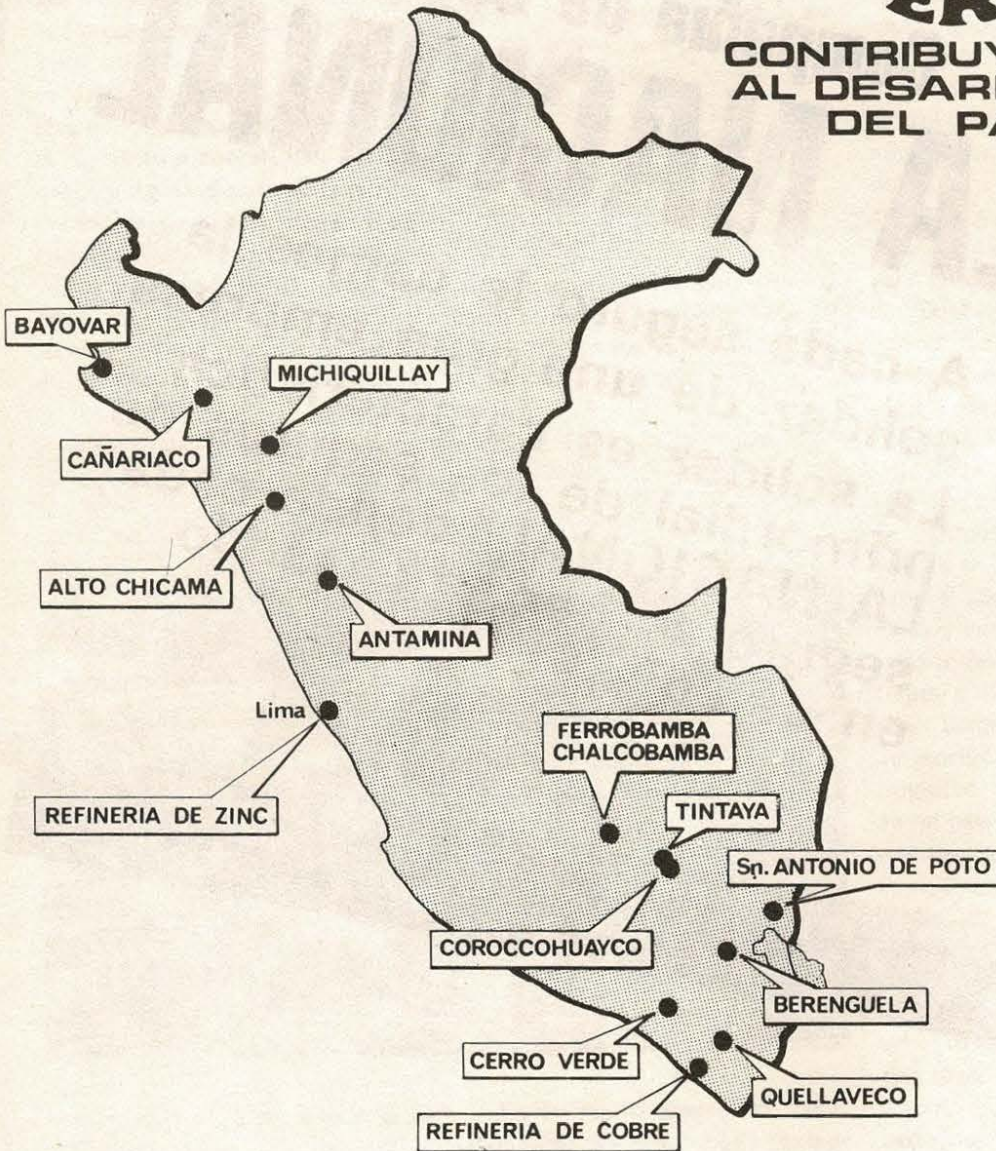 CONTRIBUY
AL DESAR
DEL PA
BAYOVAR
MICHIQUILLAY
CAÑARIACO
ALTO CHICAMA
ANTAMINA
Lima
FERROBAMBA
CHALCOBAMBA
REFINERIA DE ZINC
TINTAYA
Sn. ANTONIO DE POTO
COROCCOHUAYCO
BERENGUELA
CERRO VERDE
QUELLAVECO
REFINERIA DE COBRE